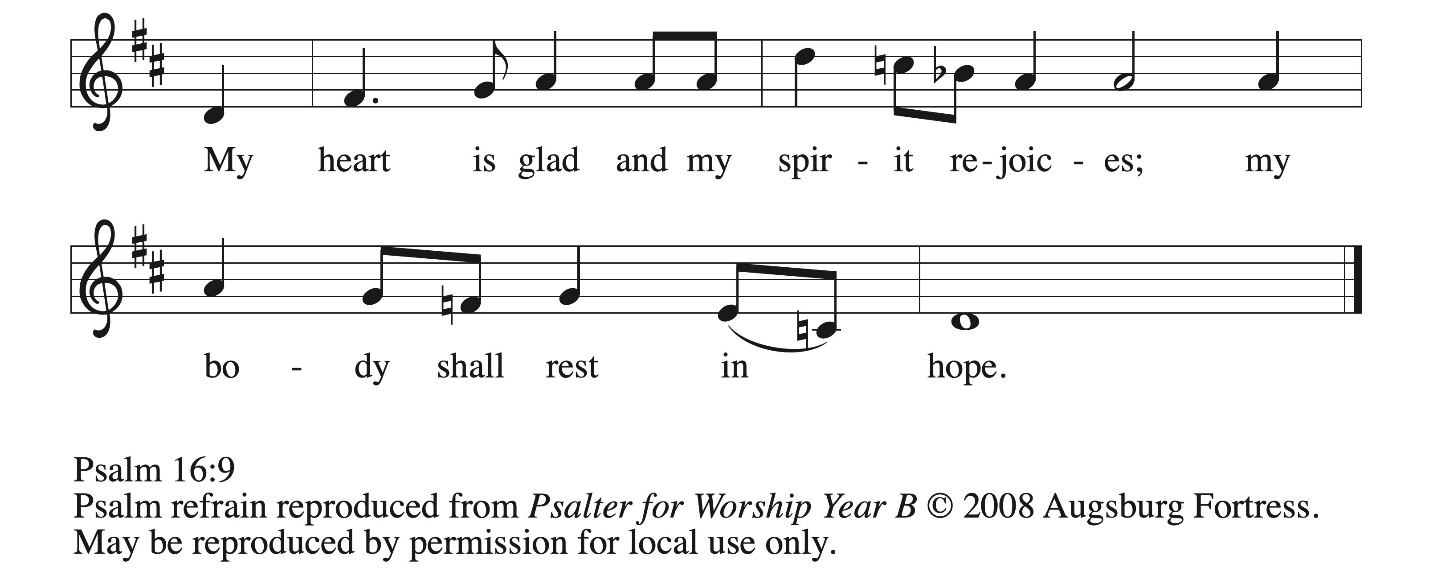 My heart is glad and my spir - it re - joic - es; my
bo - dy shall rest in hope.
Psalm 16:9
Psalm refrain reproduced from Psalter for Worship Year B © 2008 Augsburg Fortress.
May be reproduced by permission for local use only.